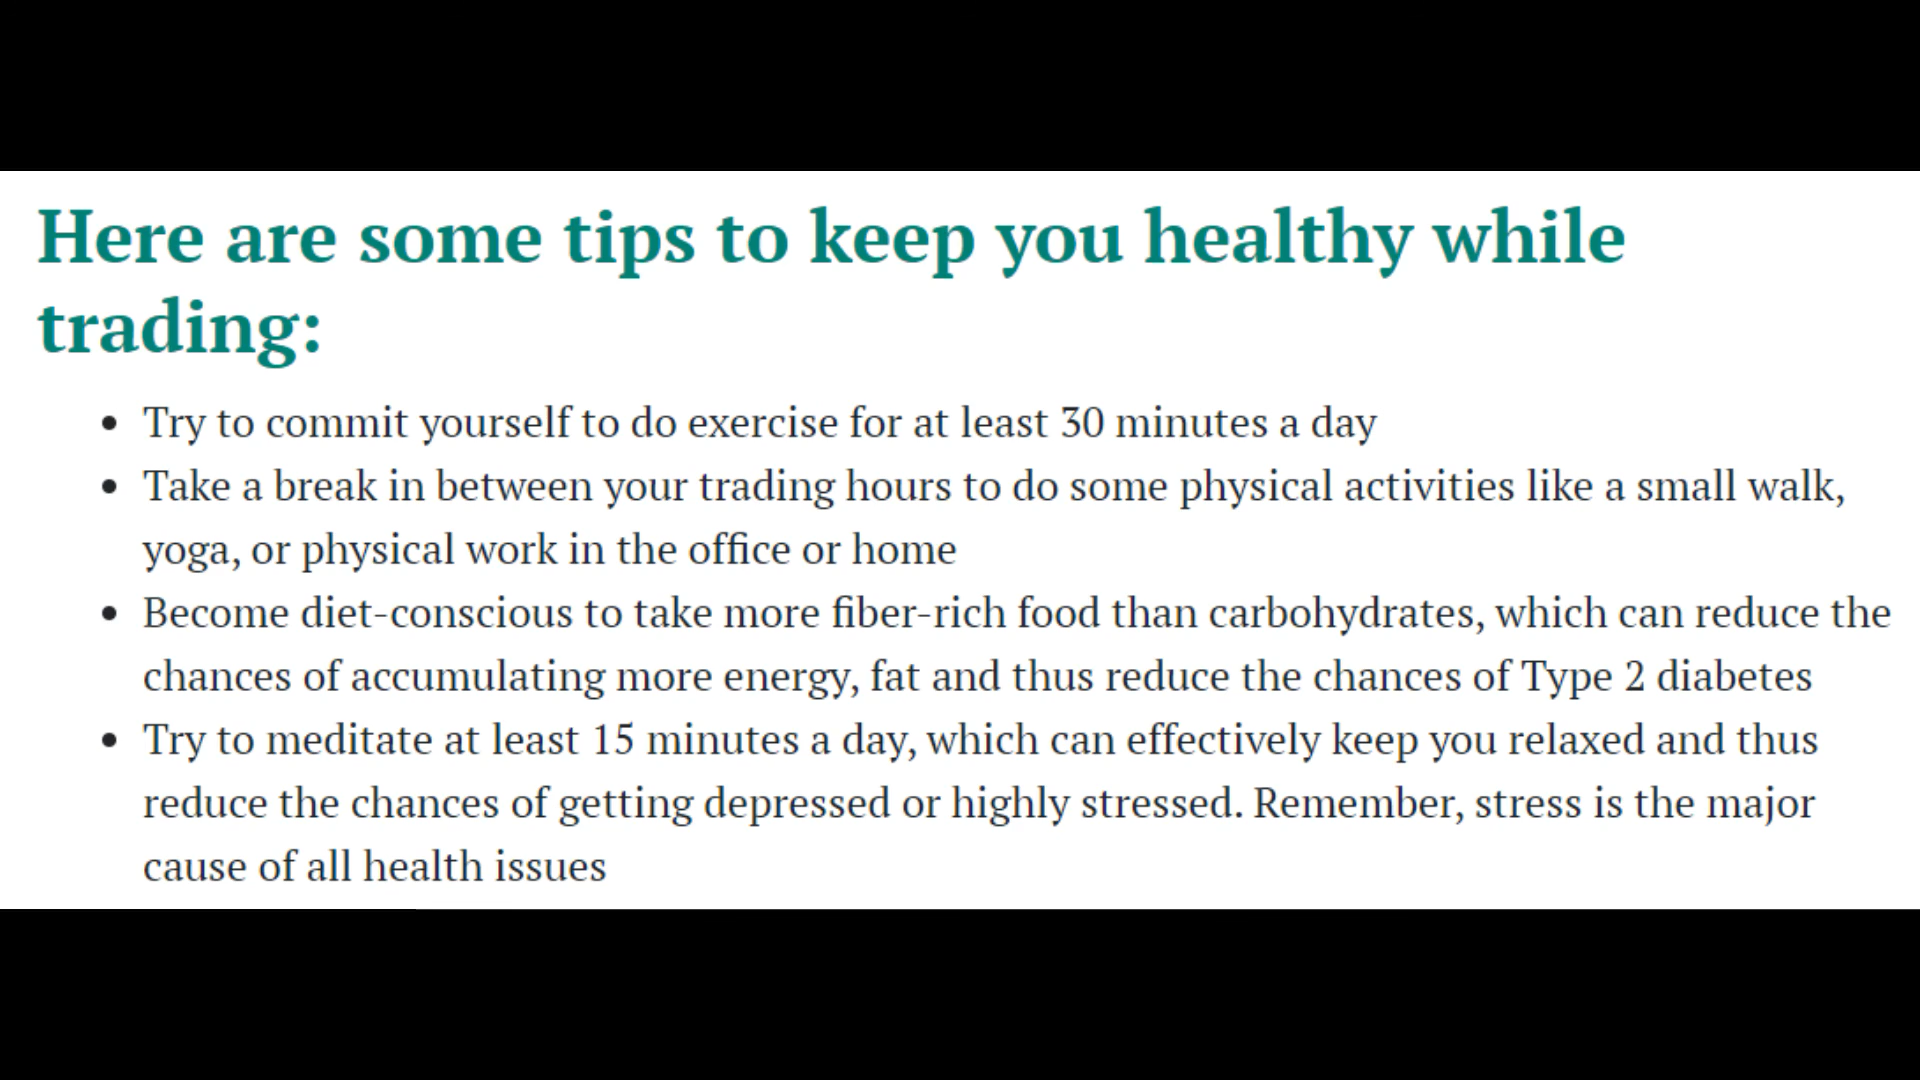 Here are some tips to keep you healthy while
trading:
• Try to commit yourself to do exercise for at least 30 minutes a day
• Take a break in between your trading hours to do some physical activities like a small walk,
yoga, or physical work in the office or home
• Become diet-conscious to take more fiber-rich food than carbohydrates, which can reduce the
chances of accumulating more energy, fat and thus reduce the chances of Type 2 diabetes
• Try to meditate at least 15 minutes a day, which can effectively keep you relaxed and thus
reduce the chances of getting depressed or highly stressed. Remember, stress is the major
cause of all health issues